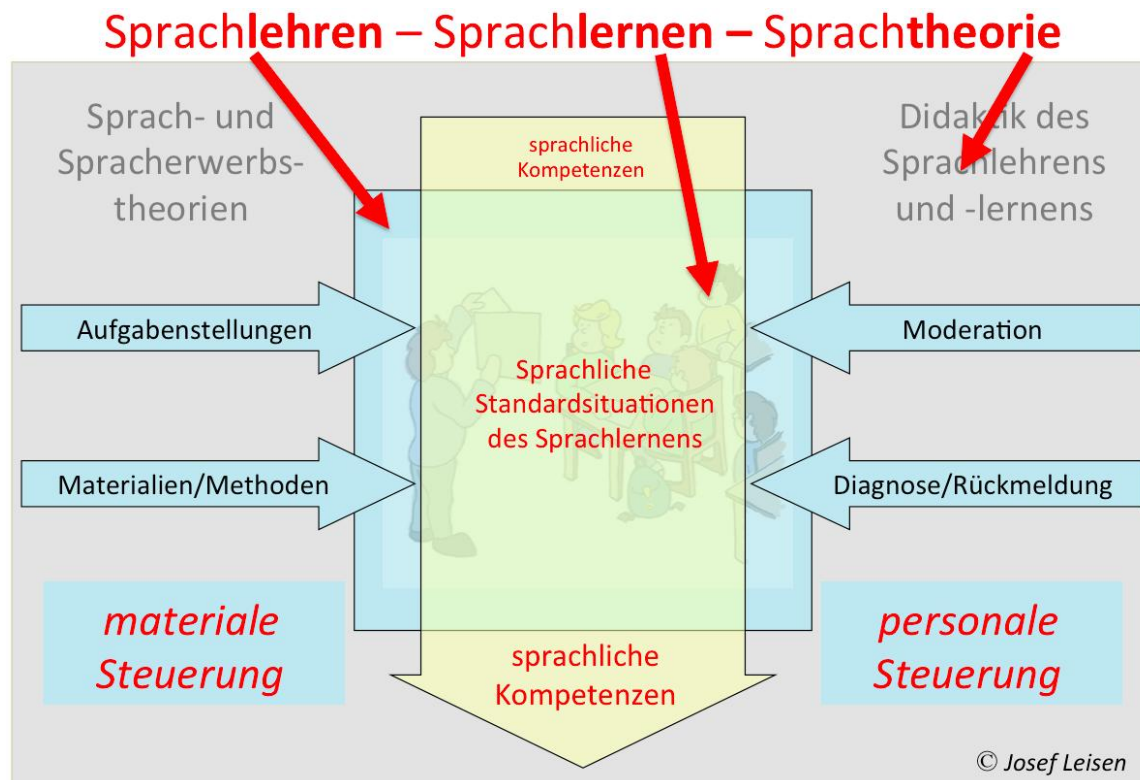 Sprachlehren – Sprachlernen – Sprachtheorie
Sprach- und
Spracherwerbs-
theorien
sprachliche
Kompetenzen
Didaktik des
Sprachlehrens
und -lernens
Aufgabenstellungen
Moderation
Sprachliche
Standardsituationen
des Sprachlernens
Materialien/Methoden
Diagnose/Rückmeldung
materiale
Steuerung
sprachliche
Kompetenzen
personale
Steuerung
© Josef Leisen